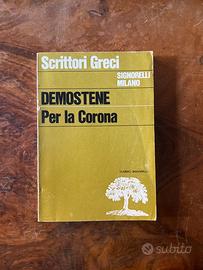 Scrittori Greci
SIGNORELLI
MILANO
DEMOSTENE
Per la Corona
subito